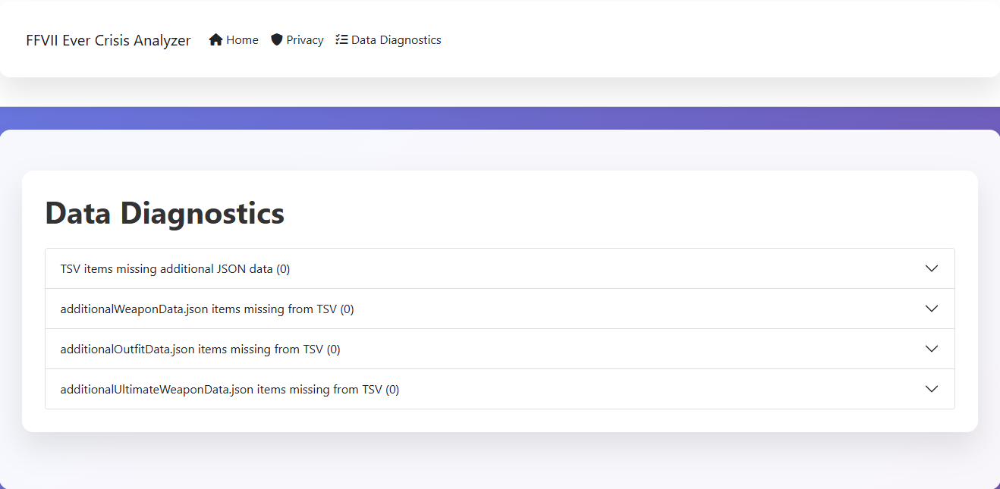 FFVII Ever Crisis Analyzer Home Privacy Data Diagnostics
Data Diagnostics
TSV items missing additional JSON data (0)
additionalWeaponData.json items missing from TSV (0)
additionalOutfitData.json items missing from TSV (0)
additionalUltimateWeaponData.json items missing from TSV (0)